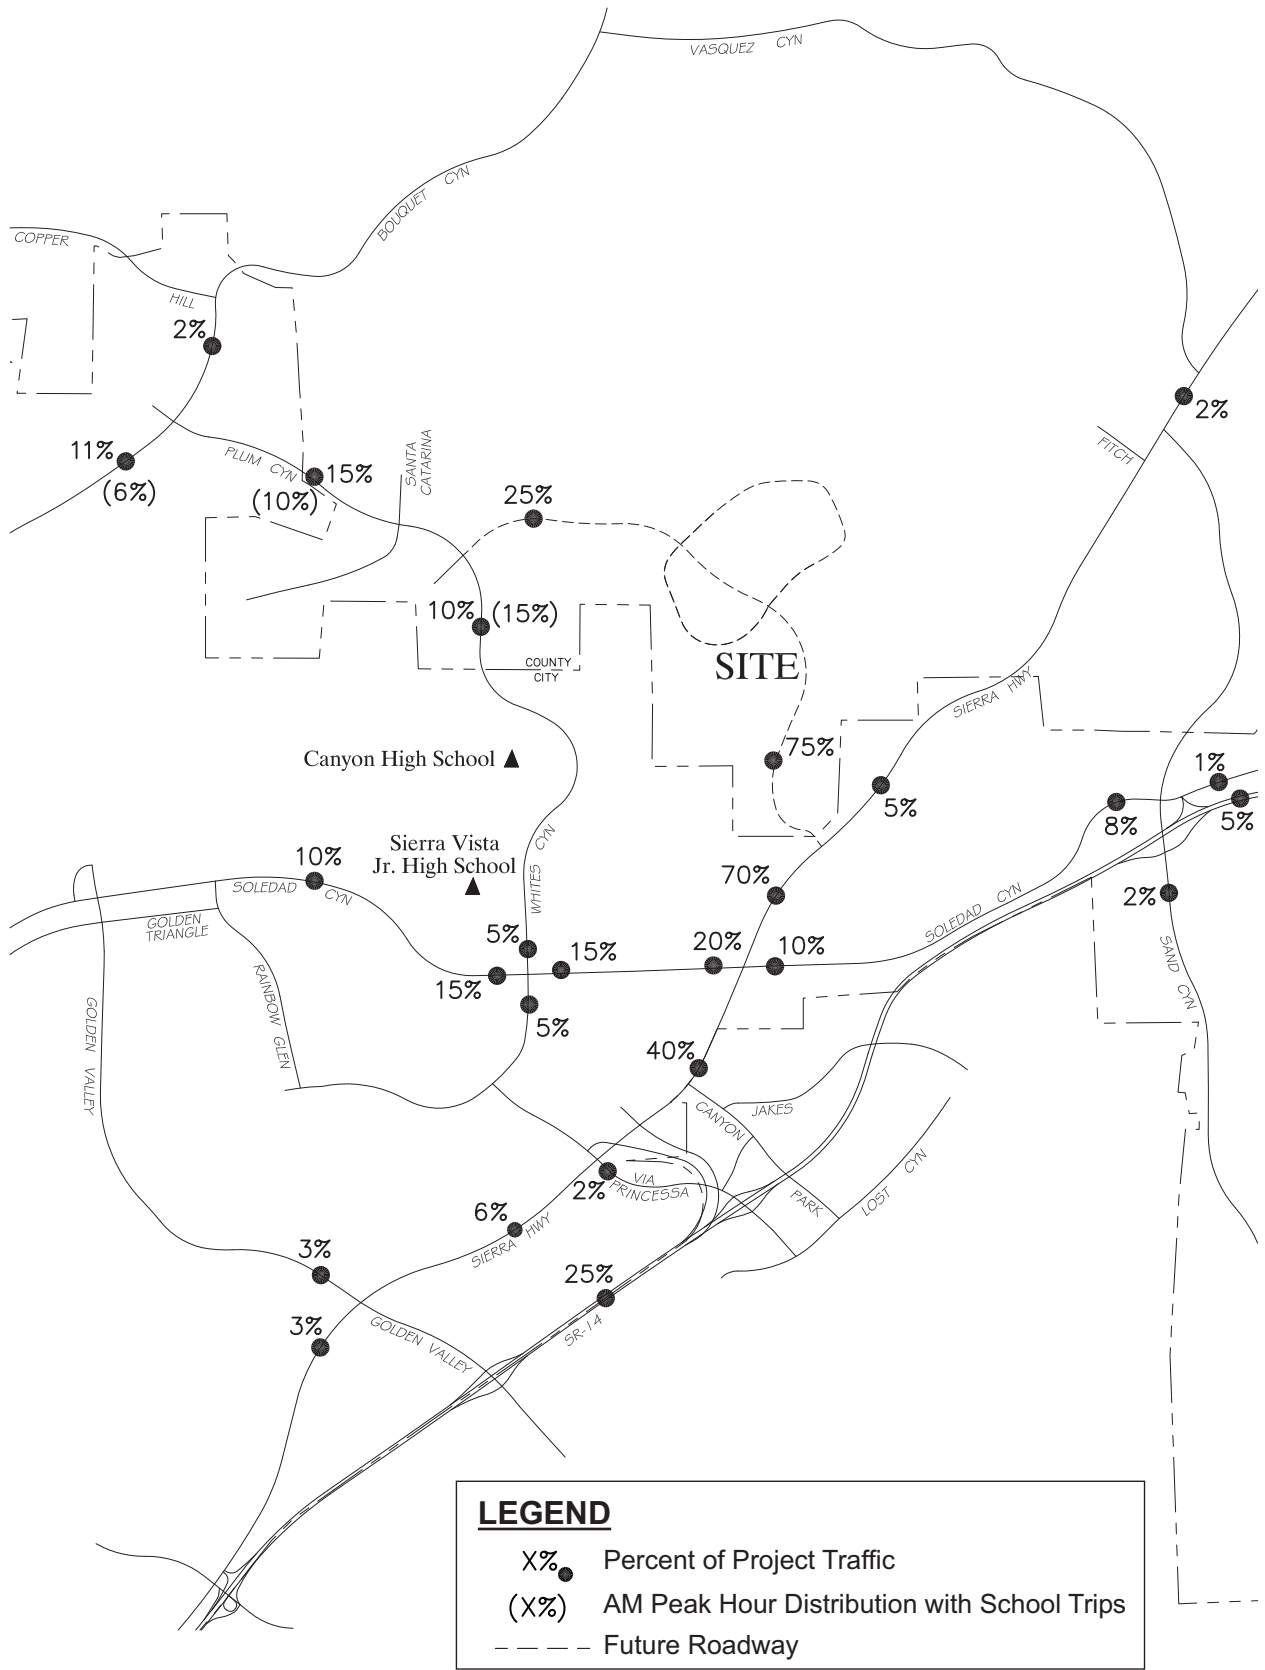 VASQUEZ CYN
BOUQUET CYN
COPPER
HILL
2%
2%
FITCH
11%
(6%)
PLUM CYN
15%
(10%)
SANTA
CATARINA
25%
10% (15%)
COUNTY
CITY
SITE
SIERRA HWY
Canyon High School
75%
5%
1%
8%
5%
Sierra Vista
Jr. High School
WHITES CYN
10%
SOLEDAD CYN
GOLDEN
TRIANGLE
70%
2%
SOLEDAD CYN
5%
15%
20%
10%
15%
5%
RAINBOW GLEN
GOLDEN VALLEY
SAND CYN
40%
CANYON
JAKES
VIA
PRINCESSA
2%
PARK
LOST CYN
6%
SIERRA HWY
3%
25%
3%
GOLDEN VALLEY
SR-14
LEGEND
X% Percent of Project Traffic
(X%) AM Peak Hour Distribution with School Trips
Future Roadway